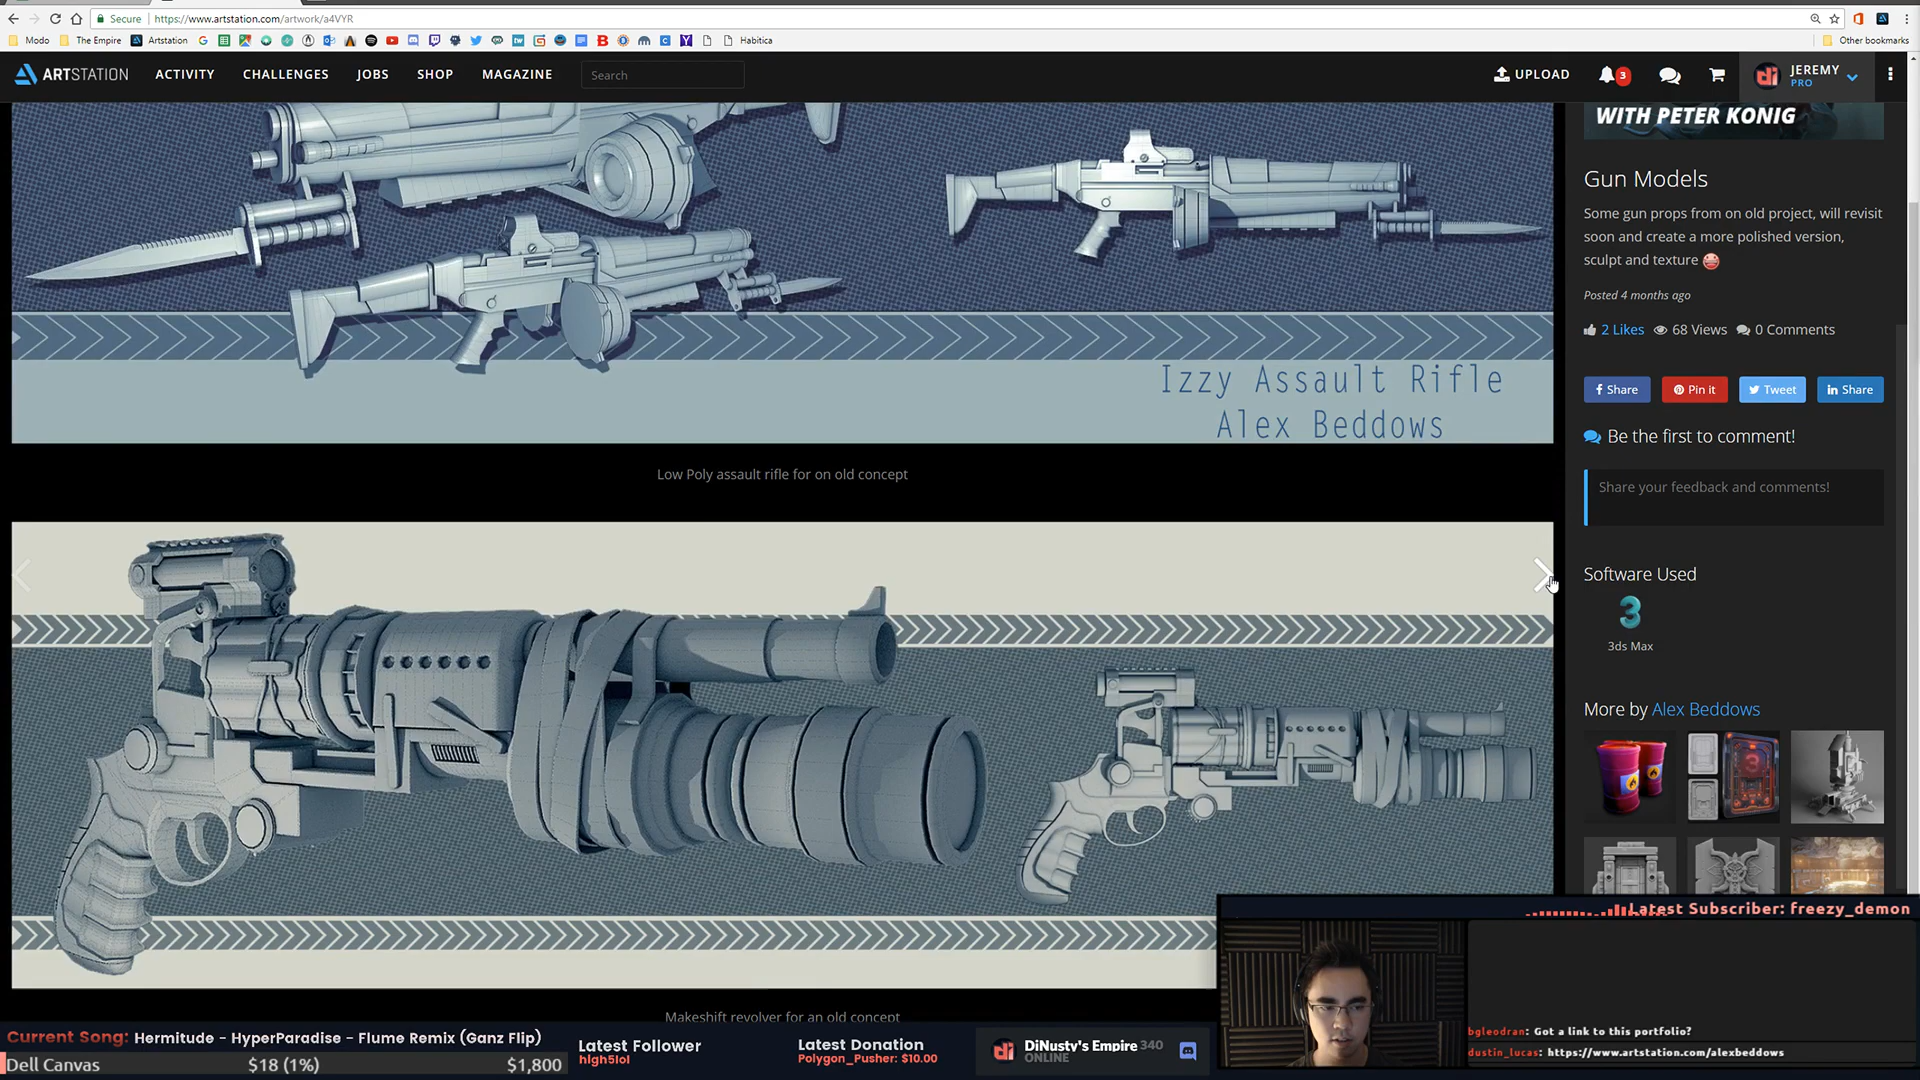 Secure
https://www.artstation.com/artwork/a4VYR
Modo
The Empire
Artstation
Habitica
Other bookmarks
ARTSTATION
ACTIVITY
CHALLENGES
JOBS
SHOP
MAGAZINE
Search
UPLOAD
3
JEREMY
PRO
WITH PETER KONIG
Gun Models
Some gun props from on old project, will revisit
soon and create a more polished version,
sculpt and texture
Posted 4 months ago
2 Likes
68 Views
0 Comments
Share
Pin it
Tweet
Share
Be the first to comment!
Share your feedback and comments!
Software Used
3ds Max
More by Alex Beddows
Izzy Assault Rifle
Alex Beddows
Low Poly assault rifle for on old concept
Makeshift revolver for an old concept
Latest Subscriber: freezy_demon
bgleodran: Got a link to this portfolio?
dustin_lucas: https://www.artstation.com/alexbeddows
Current Song: Hermitude - HyperParadise - Flume Remix (Ganz Flip)
Dell Canvas
$18 (1%)
$1,800
Latest Follower
h1gh5lol
Latest Donation
Polygon_Pusher: $10.00
DiNusty's Empire 340
ONLINE